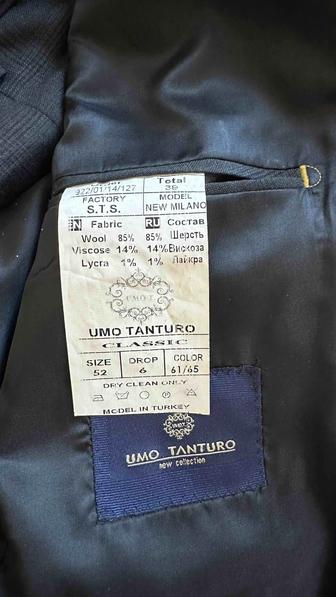 Total
922/01/14/127 39
FACTORY MODEL
S.T.S. NEW MILANO
EN Fabric RU Состав
Wool 85% 85% Шерсть
Viscose 14% 14% Вискоза
Lycra 1% 1% Лайкра
UMO TANTURO
CLASSIC
SIZE DROP COLOR
52 6 61/65
DRY CLEAN ONLY
MODEL IN TURKEY
UMO TANTURO
new collection